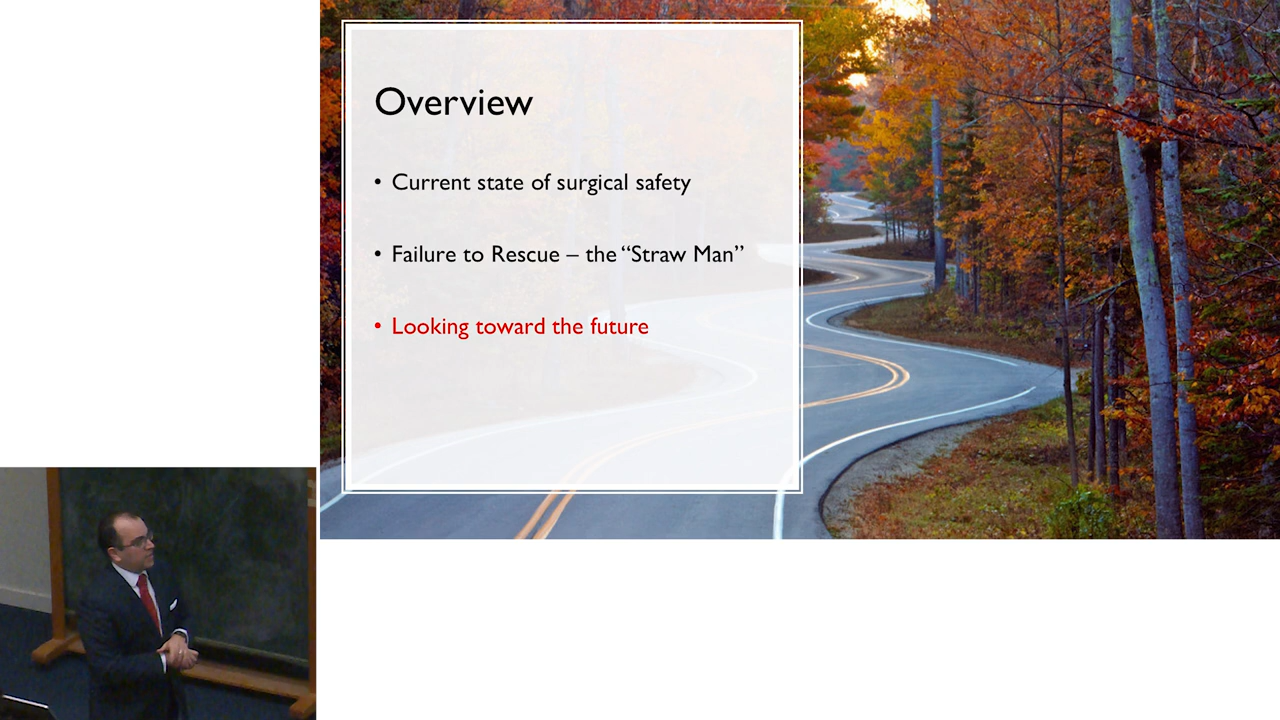 Overview
• Current state of surgical safety
• Failure to Rescue – the “Straw Man”
• Looking toward the future